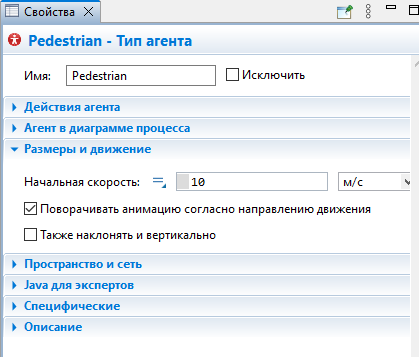 Свойства
Pedestrian - Тип агента
Имя: Pedestrian Исключить
Действия агента
Агент в диаграмме процесса
Размеры и движение
Начальная скорость: 10 м/с
Поворачивать анимацию согласно направлению движения
Также наклонять и вертикально
Пространство и сеть
Java для экспертов
Специфические
Описание